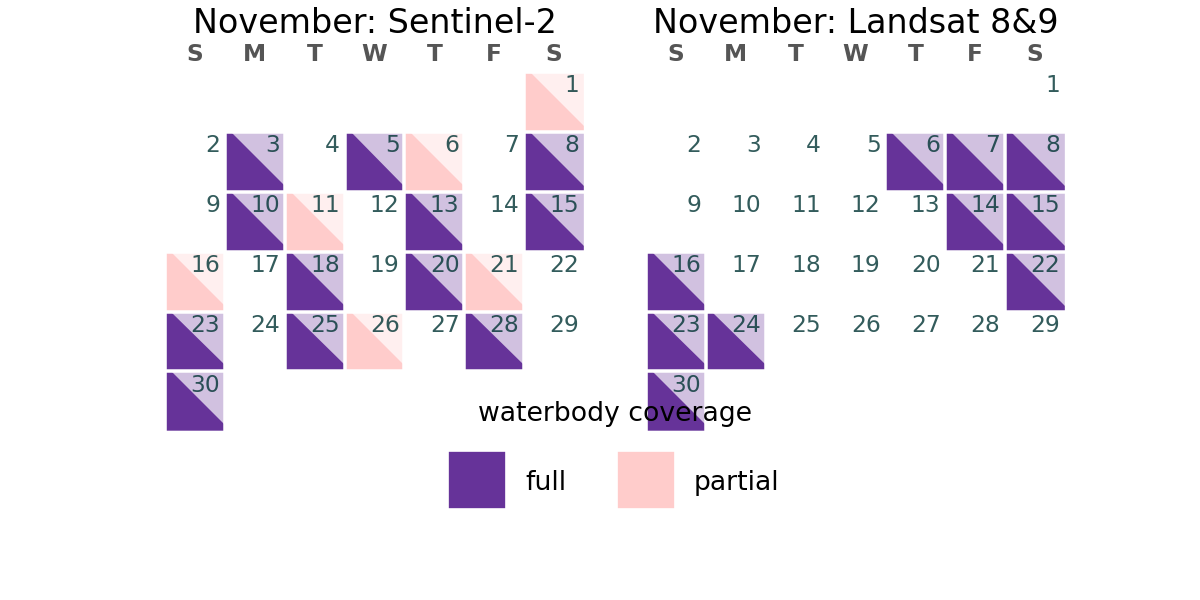 November: Sentinel-2
S M T W T F S
1
2 3 4 5 6 7 8
9 10 11 12 13 14 15
16 17 18 19 20 21 22
23 24 25 26 27 28 29
30
November: Landsat 8&9
S M T W T F S
1
2 3 4 5 6 7 8
9 10 11 12 13 14 15
16 17 18 19 20 21 22
23 24 25 26 27 28 29
30
waterbody coverage
full partial